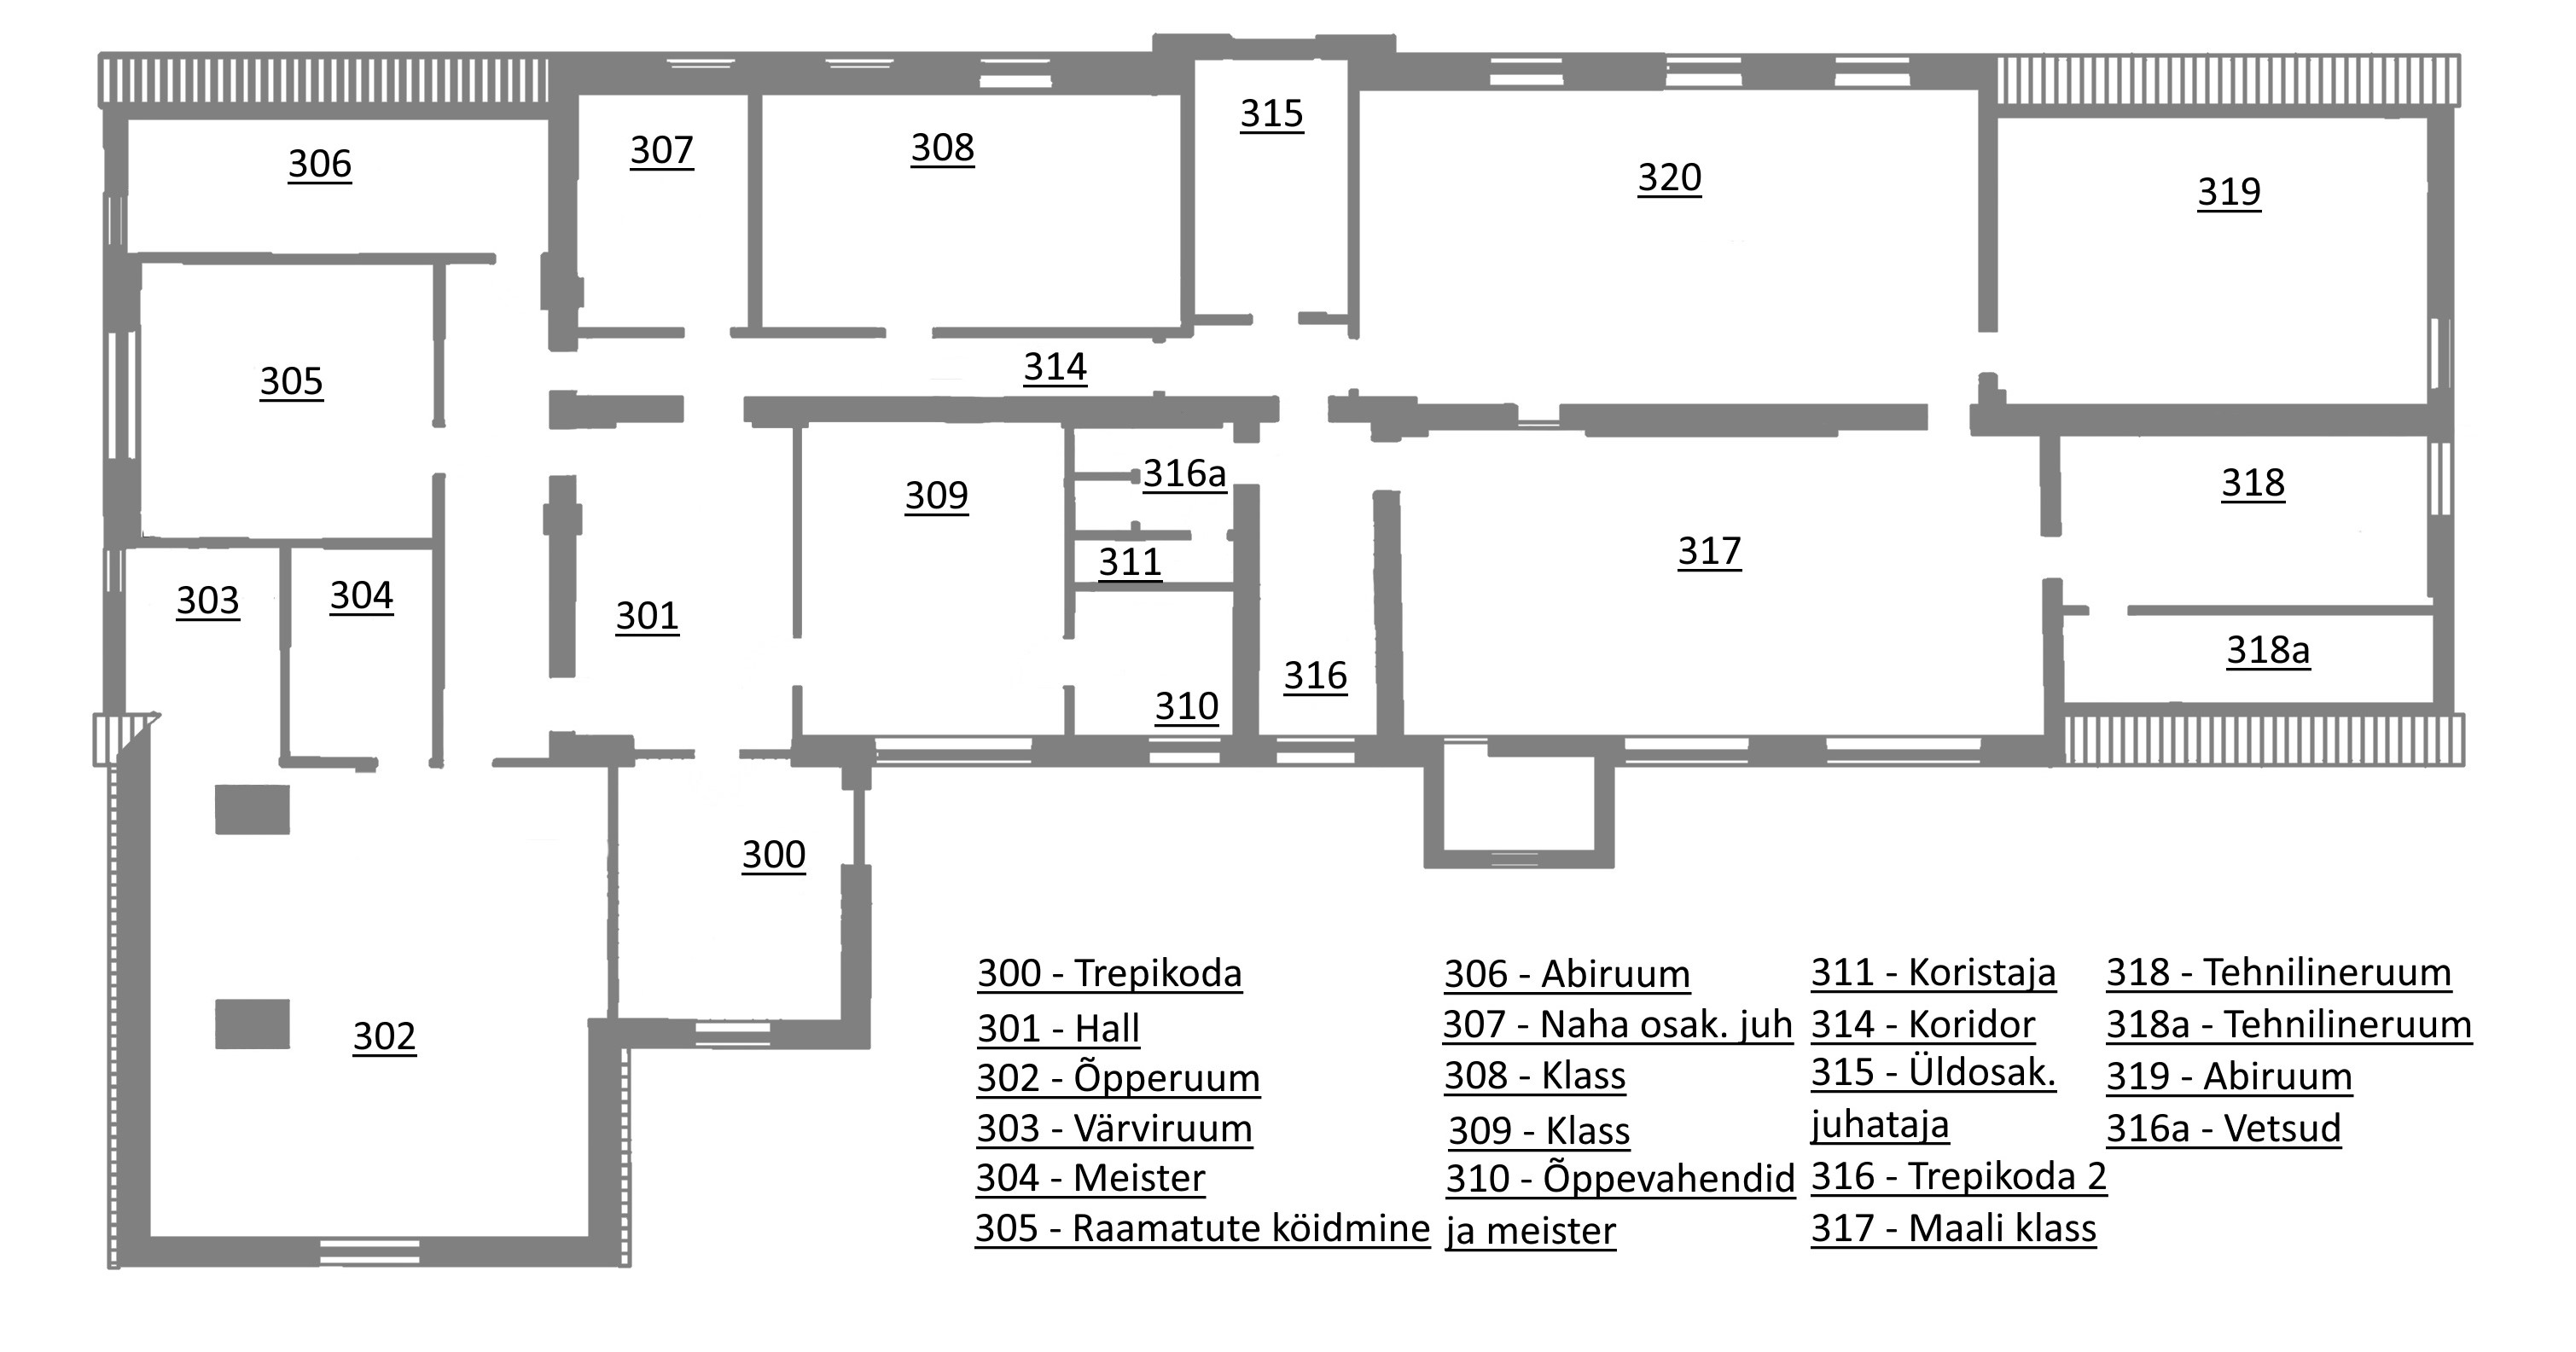 315
307
308
306
320
319
314
305
316a
318
309
317
311
303
304
301
318a
316
310
300
302
300 - Trepikoda
301 - Hall
302 - Õpperuum
303 - Värviruum
304 - Meister
305 - Raamatute köidmine
306 - Abiruum
307 - Naha osak. juh
308 - Klass
309 - Klass
310 - Õppevahendid
ja meister
311 - Koristaja
314 - Koridor
315 - Üldosak.
juhataja
316 - Trepikoda 2
317 - Maali klass
318 - Tehnilineruum
318a - Tehnilineruum
319 - Abiruum
316a - Vetsud